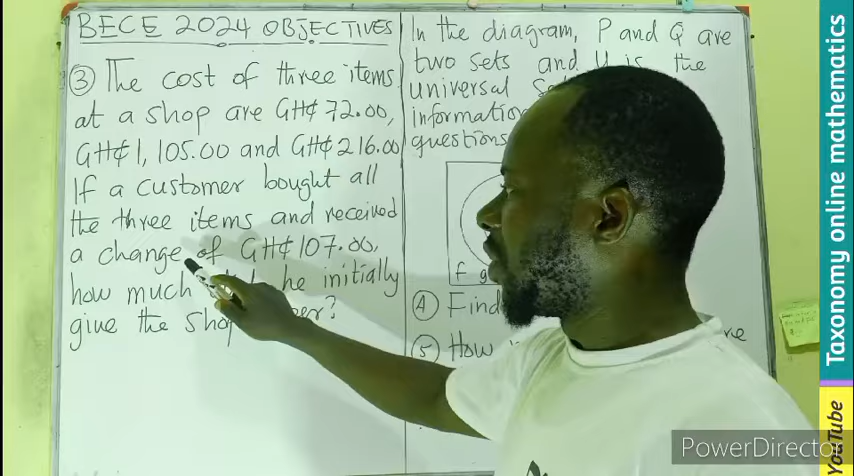 BECE 2024 OBJECTIVES
③ The cost of three items
at a shop are GH₵72.00,
GH₵1,105.00 and GH₵216.00
If a customer bought all
the three items and received
a change of GH₵107.00,
how much he initially
give the shop
In the diagram, P and Q are
two sets and U is the
universal
information
questions
f g
④ Find
⑤ How
Taxonomy online mathematics
YouTube
PowerDirector